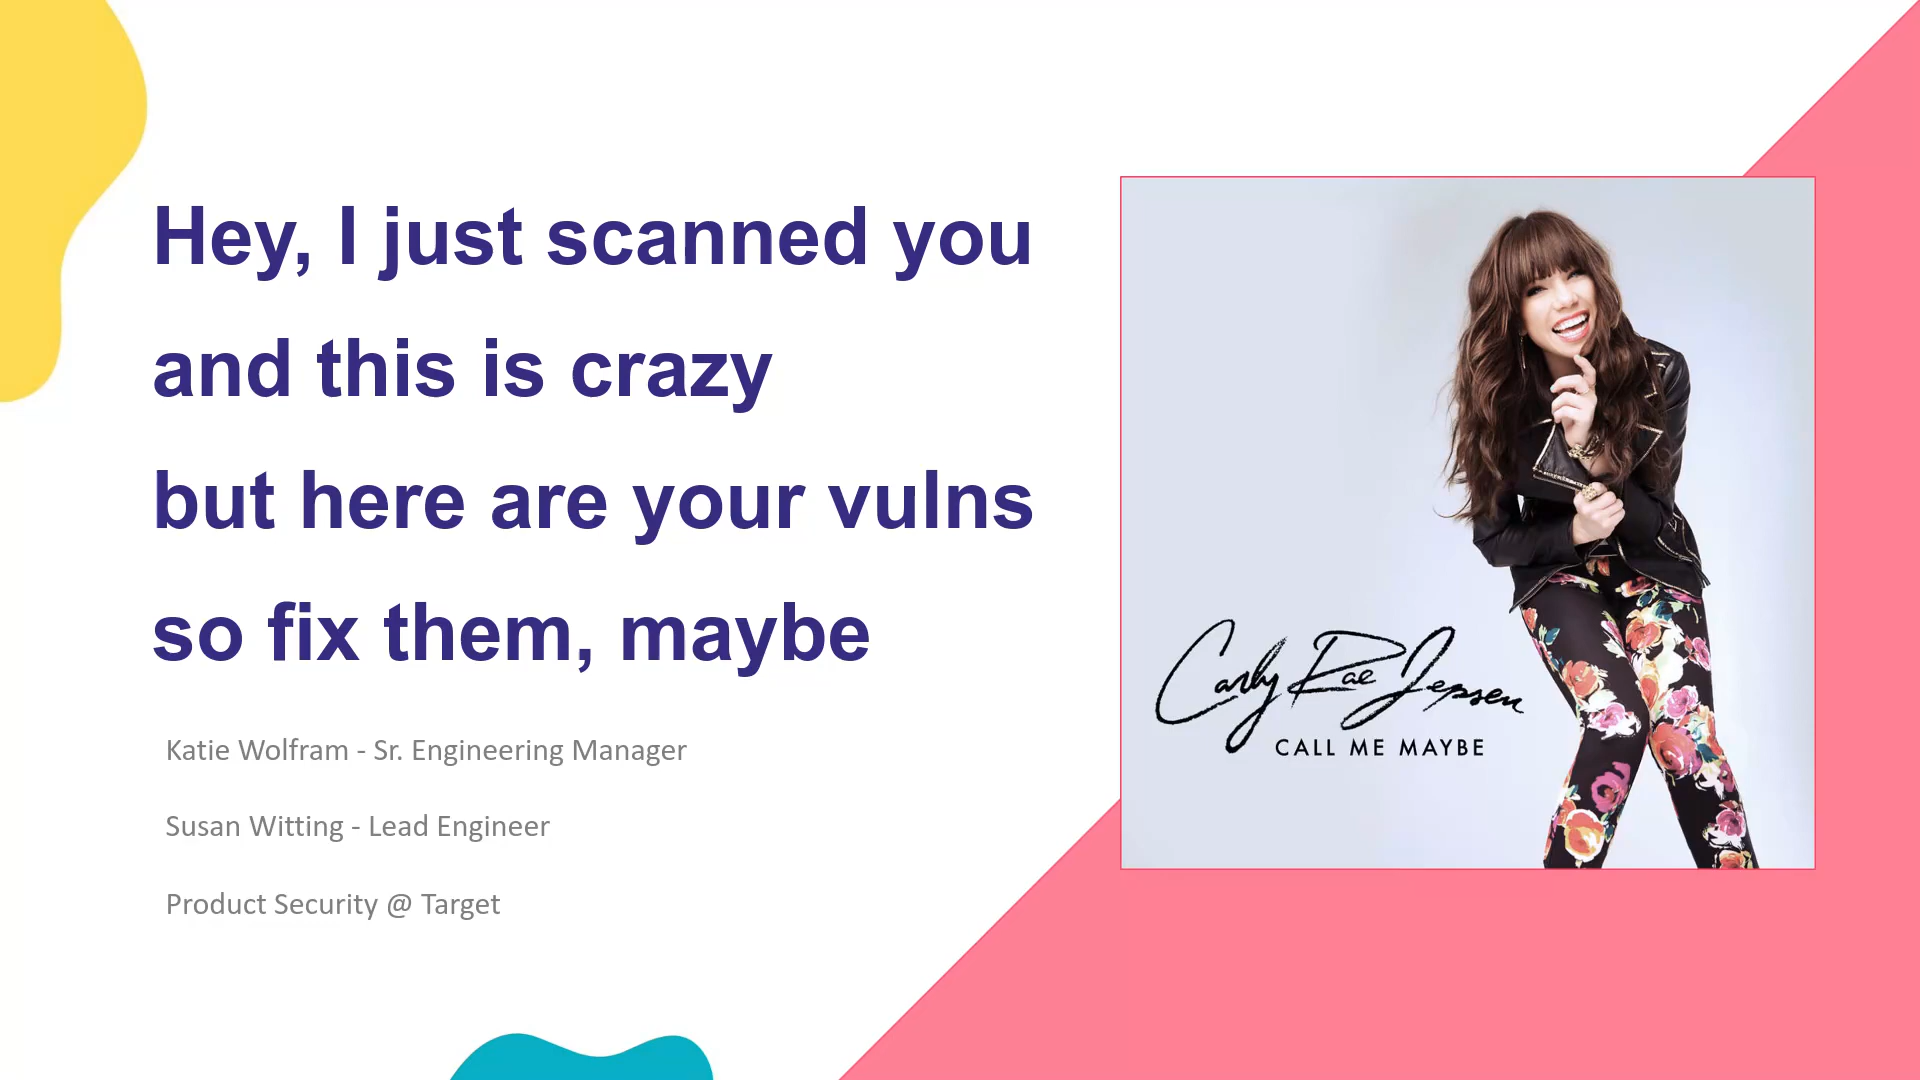 Hey, I just scanned you
and this is crazy
but here are your vulns
so fix them, maybe
Katie Wolfram - Sr. Engineering Manager
Susan Witting - Lead Engineer
Product Security @ Target
Carly Rae Jepsen
CALL ME MAYBE